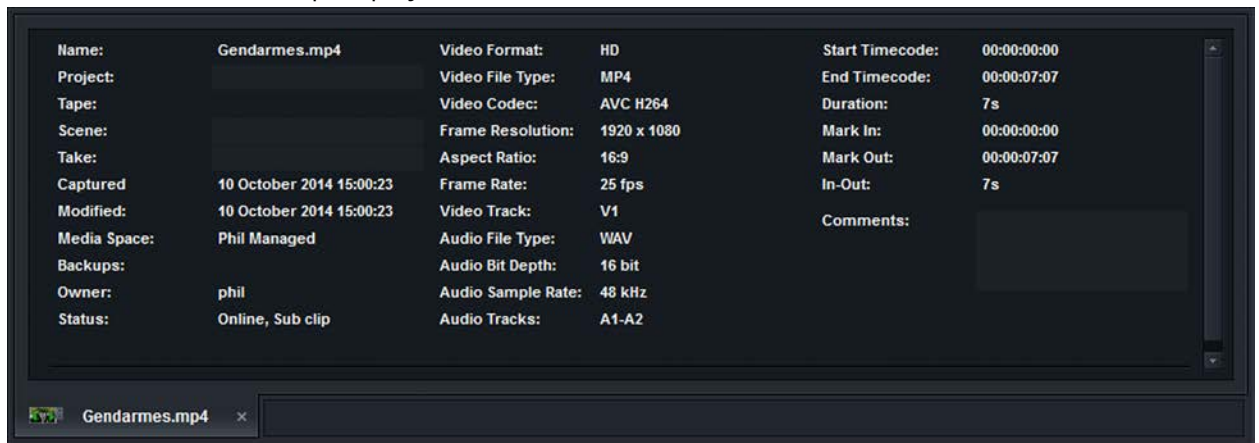 Name: Gendarmes.mp4 Video Format: HD Start Timecode: 00:00:00:00
Project: Video File Type: MP4 End Timecode: 00:00:07:07
Tape: Video Codec: AVC H264 Duration: 7s
Scene: Frame Resolution: 1920 x 1080 Mark In: 00:00:00:00
Take: Aspect Ratio: 16:9 Mark Out: 00:00:07:07
Captured 10 October 2014 15:00:23 Frame Rate: 25 fps In-Out: 7s
Modified: 10 October 2014 15:00:23 Video Track: V1
Comments:
Media Space: Phil Managed Audio File Type: WAV
Backups: Audio Bit Depth: 16 bit
Owner: phil Audio Sample Rate: 48 kHz
Status: Online, Sub clip Audio Tracks: A1-A2
Gendarmes.mp4 ×